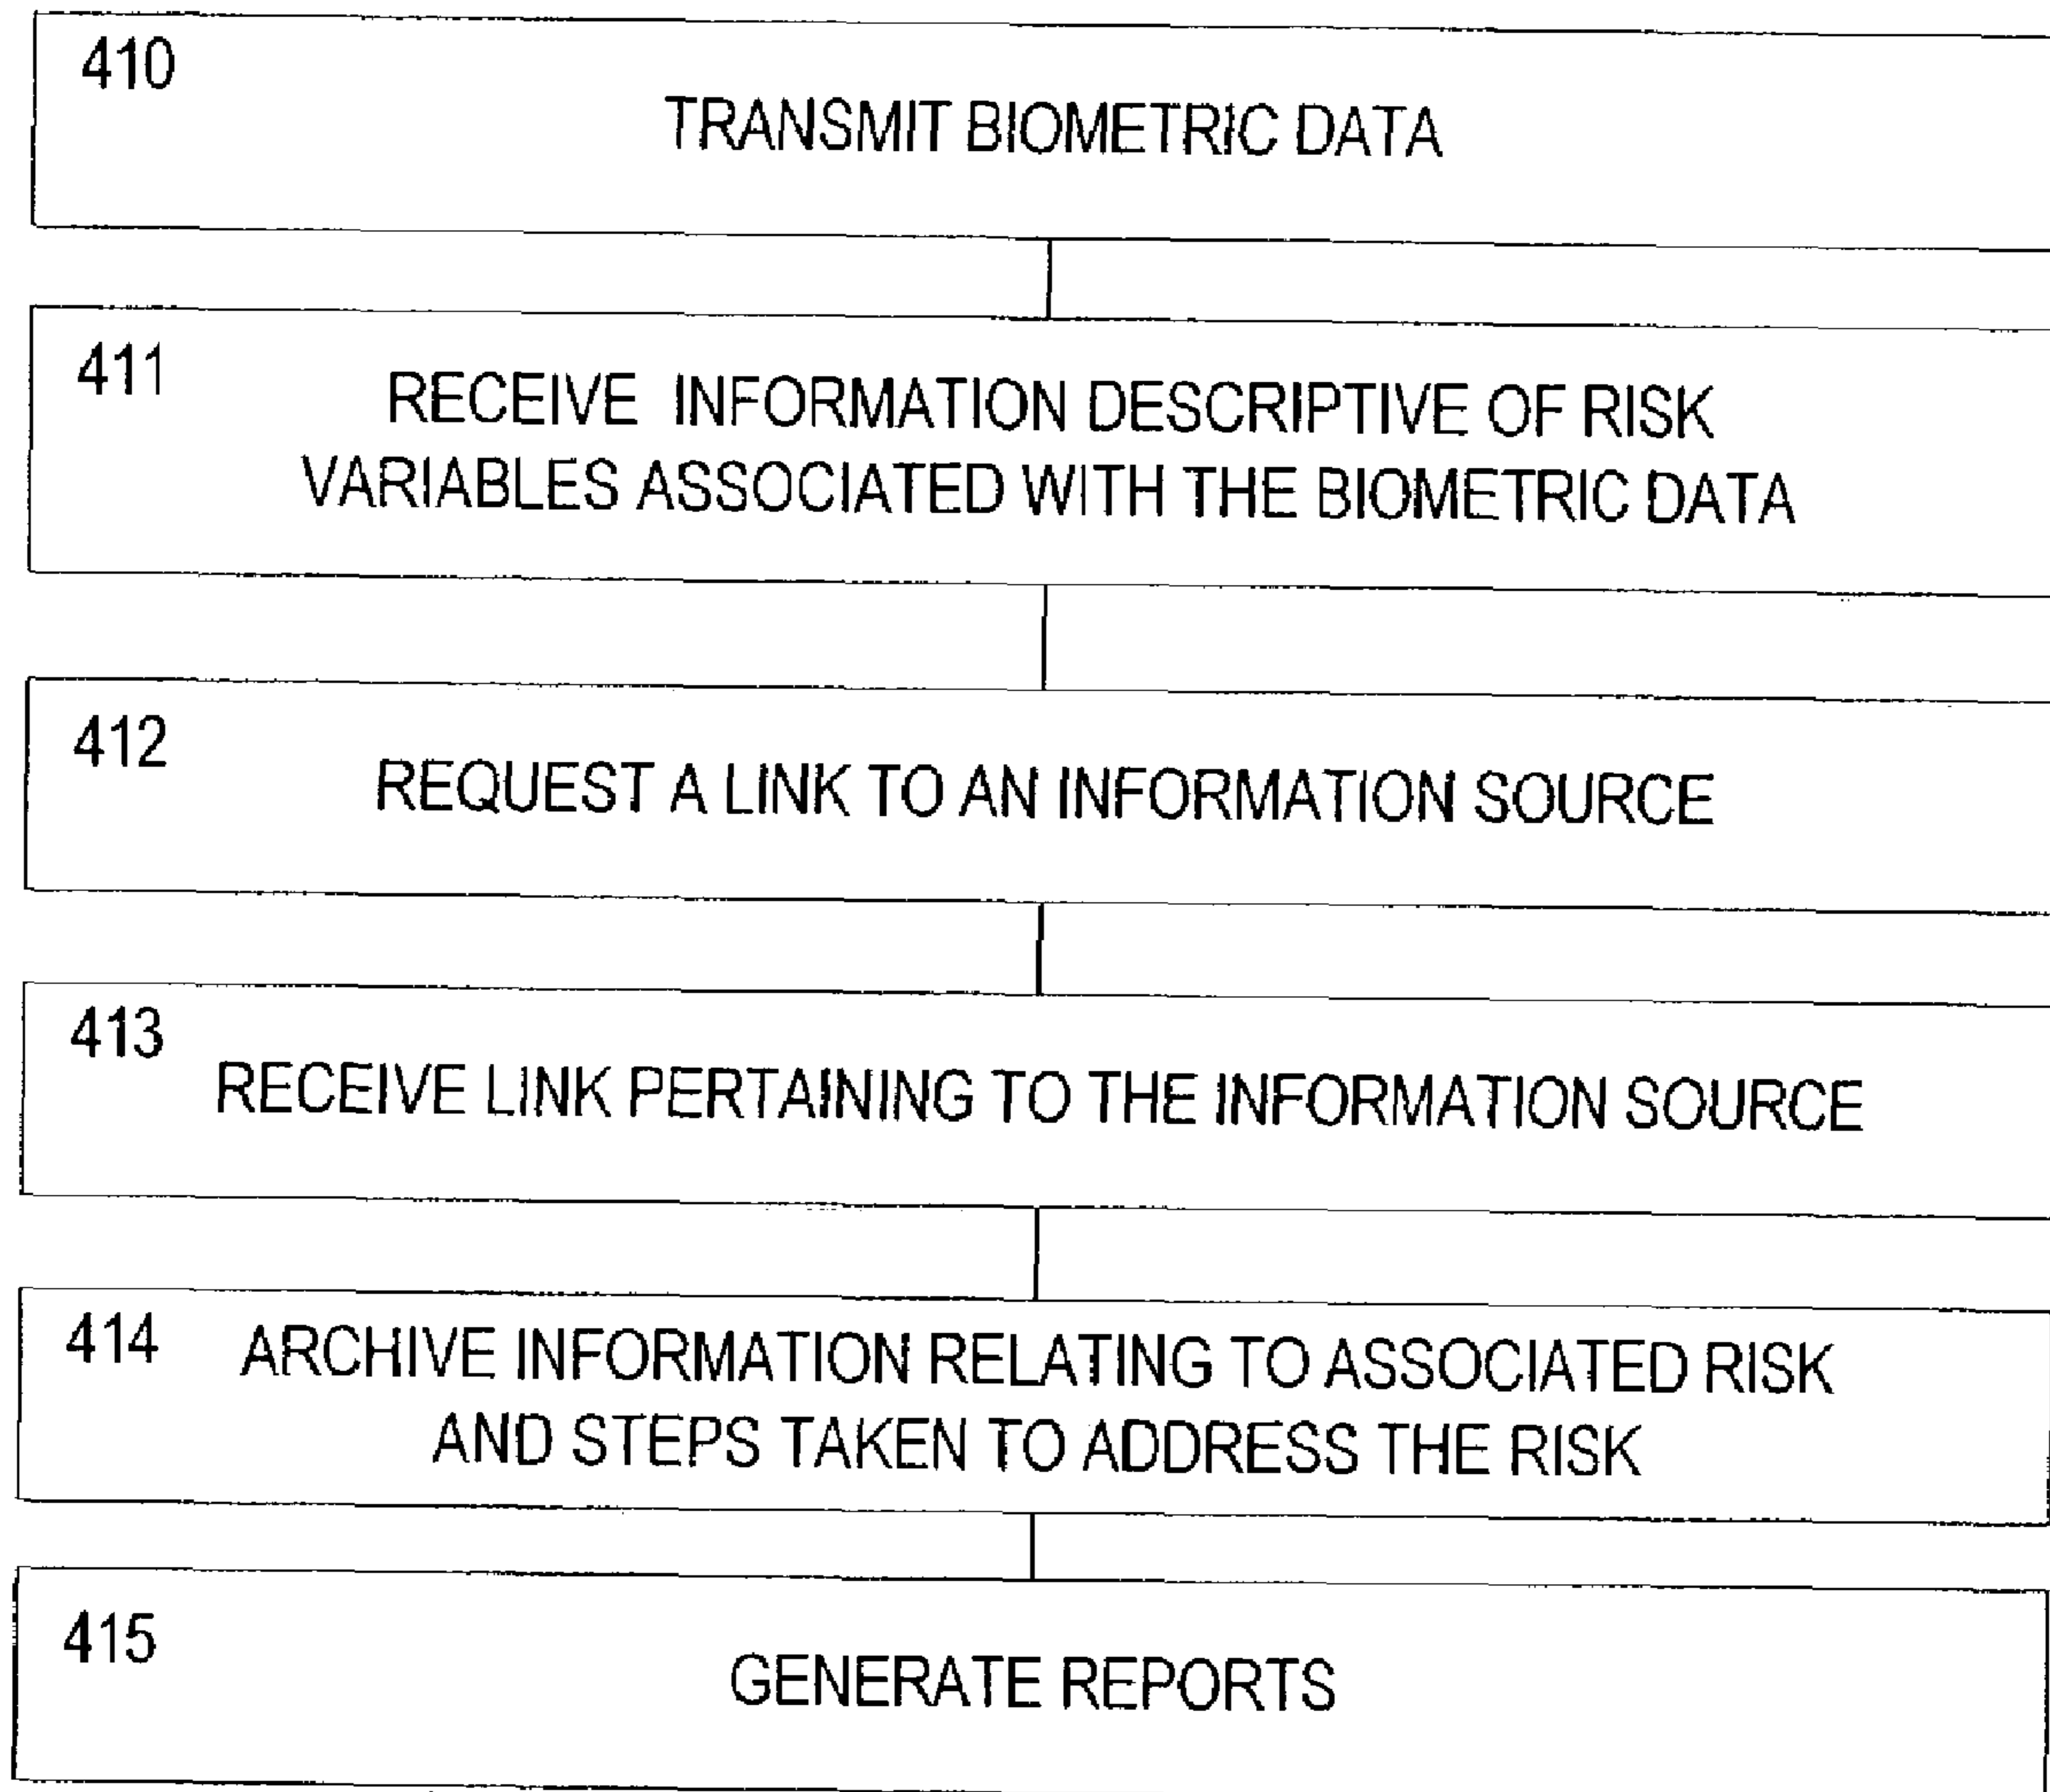 410
TRANSMIT BIOMETRIC DATA
411
RECEIVE INFORMATION DESCRIPTIVE OF RISK
VARIABLES ASSOCIATED WITH THE BIOMETRIC DATA
412
REQUEST A LINK TO AN INFORMATION SOURCE
413
RECEIVE LINK PERTAINING TO THE INFORMATION SOURCE
414
ARCHIVE INFORMATION RELATING TO ASSOCIATED RISK
AND STEPS TAKEN TO ADDRESS THE RISK
415
GENERATE REPORTS